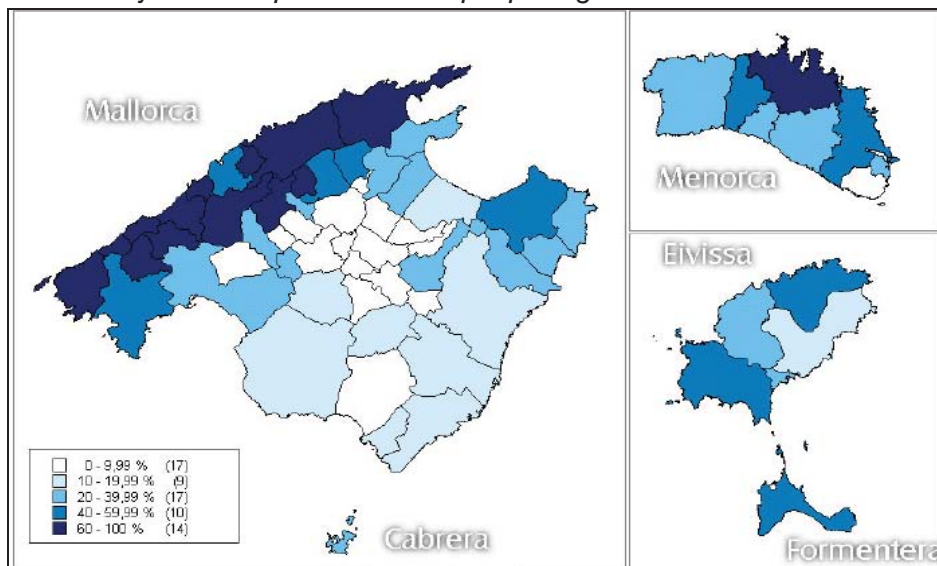 Mallorca
Menorca
Eivissa
Formentera
Cabrera
0 - 9,99 % (17)
10 - 19,99 % (9)
20 - 39,99 % (17)
40 - 59,99 % (10)
60 - 100 % (14)